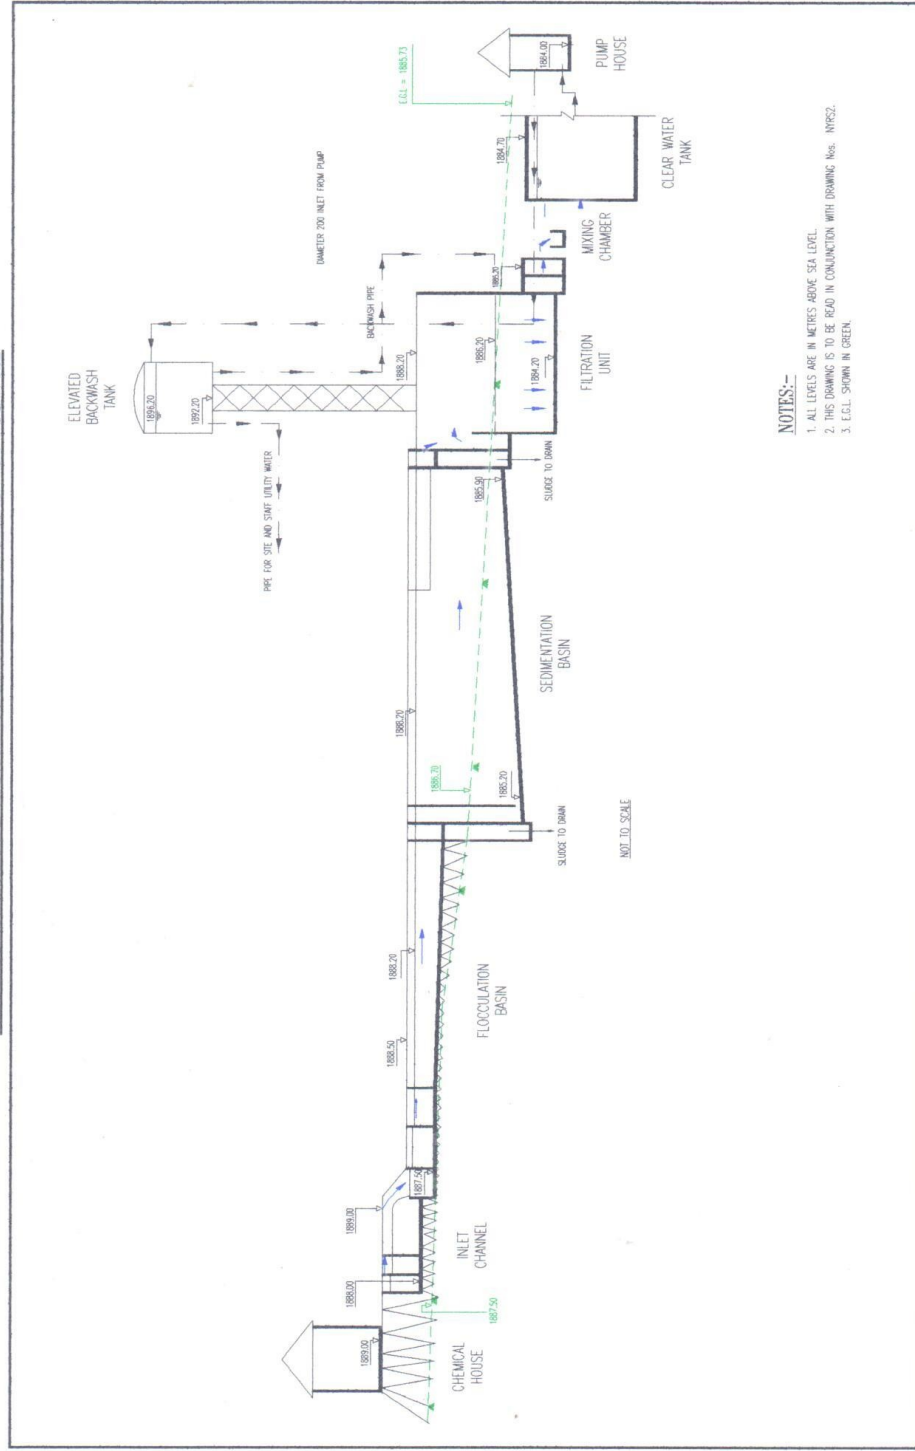 ELEVATED
BACKWASH
TANK
1896.20
1892.20
PIPE FOR SITE AND STAFF UTILITY WATER
BACKWASH PIPE
DIAMETER 200 INLET FROM PUMP
E.G.L = 1885.73
1884.00
PUMP
HOUSE
1884.70
CLEAR WATER
TANK
MIXING
CHAMBER
1888.20
1886.20
1884.20
FILTRATION
UNIT
SLUDGE TO DRAIN
1885.90
1888.20
1886.70
1885.20
SEDIMENTATION
BASIN
SLUDGE TO DRAIN
NOT TO SCALE
1888.20
1888.50
FLOCCULATION
BASIN
1889.00
1887.50
1888.00
INLET
CHANNEL
1887.50
1889.00
CHEMICAL
HOUSE
NOTES:-
1. ALL LEVELS ARE IN METRES ABOVE SEA LEVEL.
2. THIS DRAWING IS TO BE READ IN CONJUNCTION WITH DRAWING Nos. NYRS2.
3. E.G.L SHOWN IN GREEN.